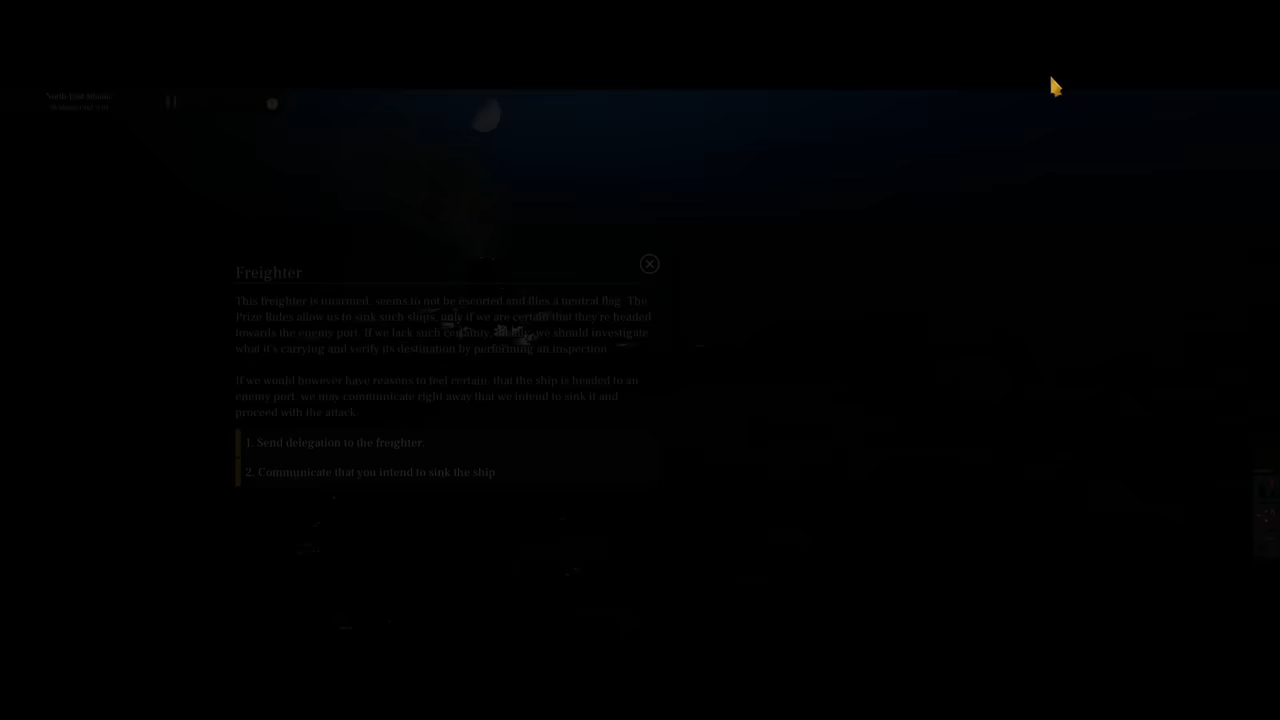 Freighter
This freighter is unarmed, seems to not be escorted and flies a neutral flag. The
Prize Rules allow us to sink such ships, only if we are certain that they're headed
towards the enemy port. If we lack such certainty, we should investigate
what it's carrying and verify its destination by performing an inspection.
If we would however have reasons to feel certain, that the ship is headed to an
enemy port, we may communicate right away that we intend to sink it and
proceed with the attack.
1. Send delegation to the freighter.
2. Communicate that you intend to sink the ship